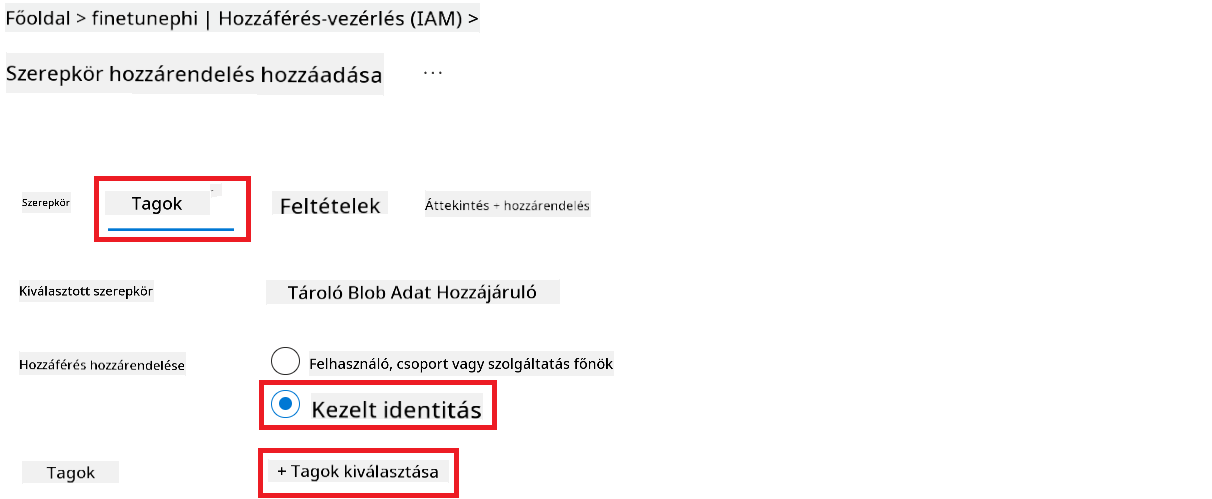 Főoldal > finetunephi | Hozzáférés-vezérlés (IAM) >
Szerepkör hozzárendelés hozzáadása ...
Szerepkör Tagok Feltételek Áttekintés + hozzárendelés
Kiválasztott szerepkör Tároló Blob Adat Hozzájáruló
Hozzáférés hozzárendelése Felhasználó, csoport vagy szolgáltatás főnök
Kezelt identitás
Tagok + Tagok kiválasztása